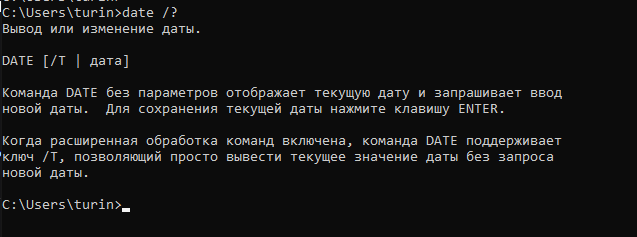 C:\Users\turin>date /?
Вывод или изменение даты.
DATE [/T | дата]
Команда DATE без параметров отображает текущую дату и запрашивает ввод
новой даты.  Для сохранения текущей даты нажмите клавишу ENTER.
Когда расширенная обработка команд включена, команда DATE поддерживает
ключ /T, позволяющий просто вывести текущее значение даты без запроса
новой даты.
C:\Users\turin>